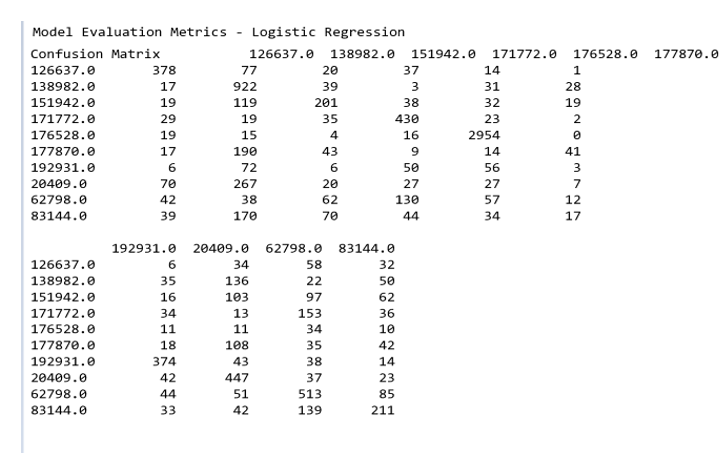 Model Evaluation Metrics - Logistic Regression
Confusion Matrix 126637.0 138982.0 151942.0 171772.0 176528.0 177870.0
126637.0 378 77 20 37 14 1
138982.0 17 922 39 3 31 28
151942.0 19 119 201 38 32 19
171772.0 29 19 35 430 23 2
176528.0 19 15 4 16 2954 0
177870.0 17 190 43 9 14 41
192931.0 6 72 6 50 56 3
20409.0 70 267 20 27 27 7
62798.0 42 38 62 130 57 12
83144.0 39 170 70 44 34 17
192931.0 20409.0 62798.0 83144.0
126637.0 6 34 58 32
138982.0 35 136 22 50
151942.0 16 103 97 62
171772.0 34 13 153 36
176528.0 11 11 34 10
177870.0 18 108 35 42
192931.0 374 43 38 14
20409.0 42 447 37 23
62798.0 44 51 513 85
83144.0 33 42 139 211